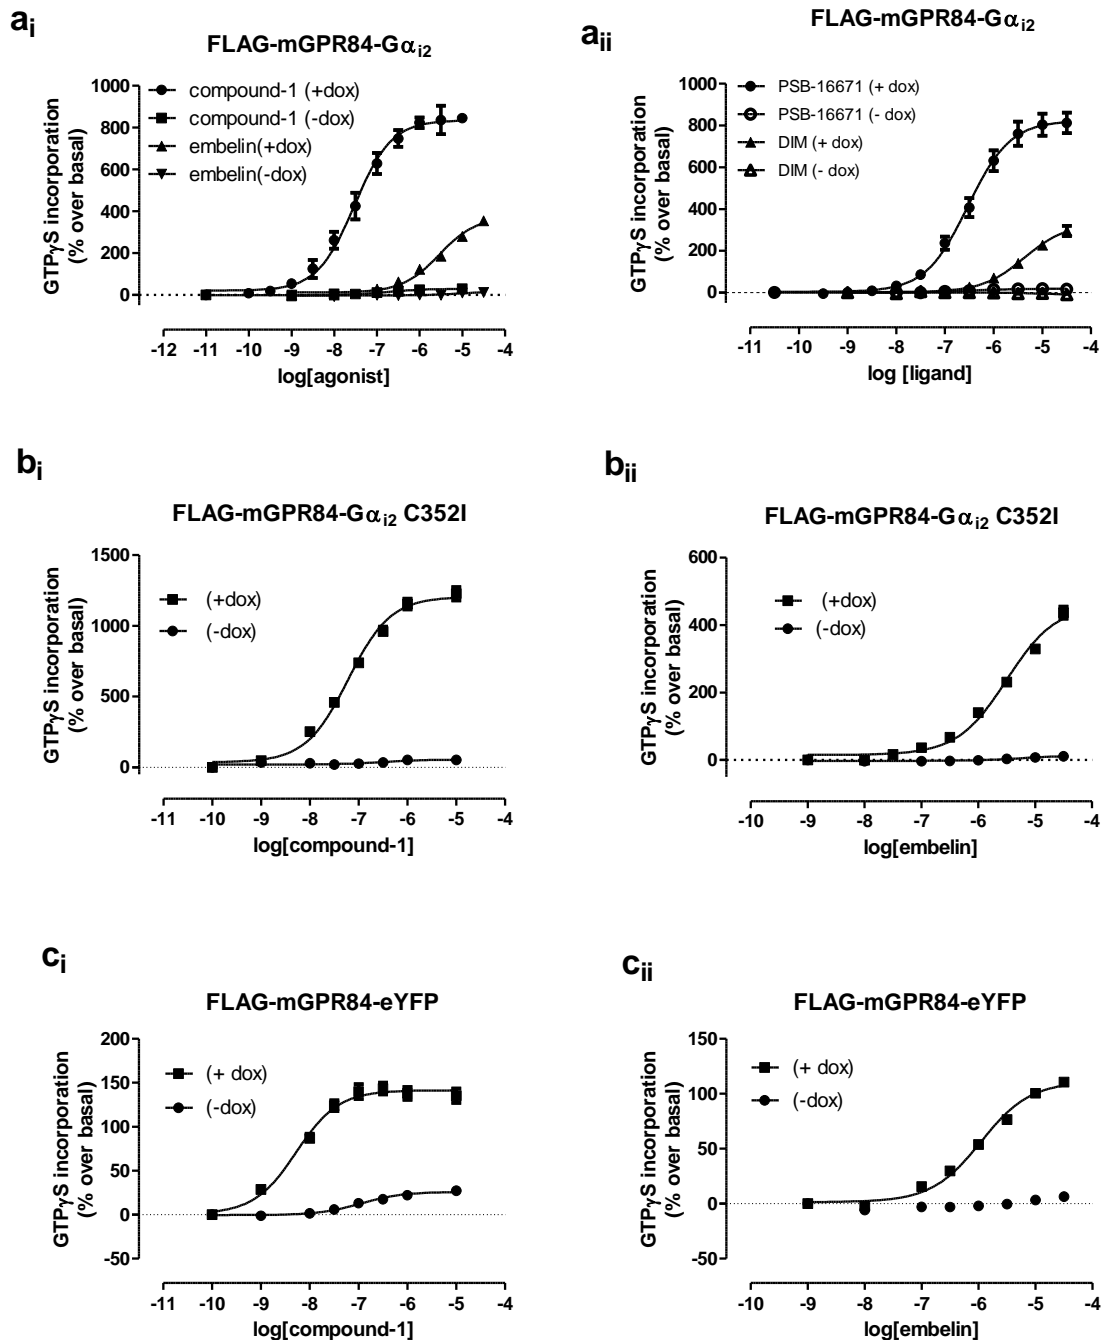 aᵢ
FLAG-mGPR84-Gαi2
GTPγS incorporation
(% over basal)
1000
800
600
400
200
0
compound-1 (+dox)
compound-1 (-dox)
embelin(+dox)
embelin(-dox)
-12 -11 -10 -9 -8 -7 -6 -5 -4
log[agonist]
aᵢᵢ
FLAG-mGPR84-Gαi2
GTPγS incorporation
(% over basal)
1000
800
600
400
200
0
PSB-16671 (+ dox)
PSB-16671 (- dox)
DIM (+ dox)
DIM (- dox)
-11 -10 -9 -8 -7 -6 -5 -4
log [ligand]
bᵢ
FLAG-mGPR84-Gαi2 C352I
GTPγS incorporation
(% over basal)
1500
1000
500
0
(+dox)
(-dox)
-11 -10 -9 -8 -7 -6 -5 -4
log[compound-1]
bᵢᵢ
FLAG-mGPR84-Gαi2 C352I
GTPγS incorporation
(% over basal)
600
400
200
0
(+dox)
(-dox)
-10 -9 -8 -7 -6 -5 -4
log[embelin]
cᵢ
FLAG-mGPR84-eYFP
GTPγS incorporation
(% over basal)
200
150
100
50
0
-50
(+ dox)
(-dox)
-11 -10 -9 -8 -7 -6 -5 -4
log[compound-1]
cᵢᵢ
FLAG-mGPR84-eYFP
GTPγS incorporation
(% over basal)
150
100
50
0
-50
(+ dox)
(-dox)
-10 -9 -8 -7 -6 -5 -4
log[embelin]